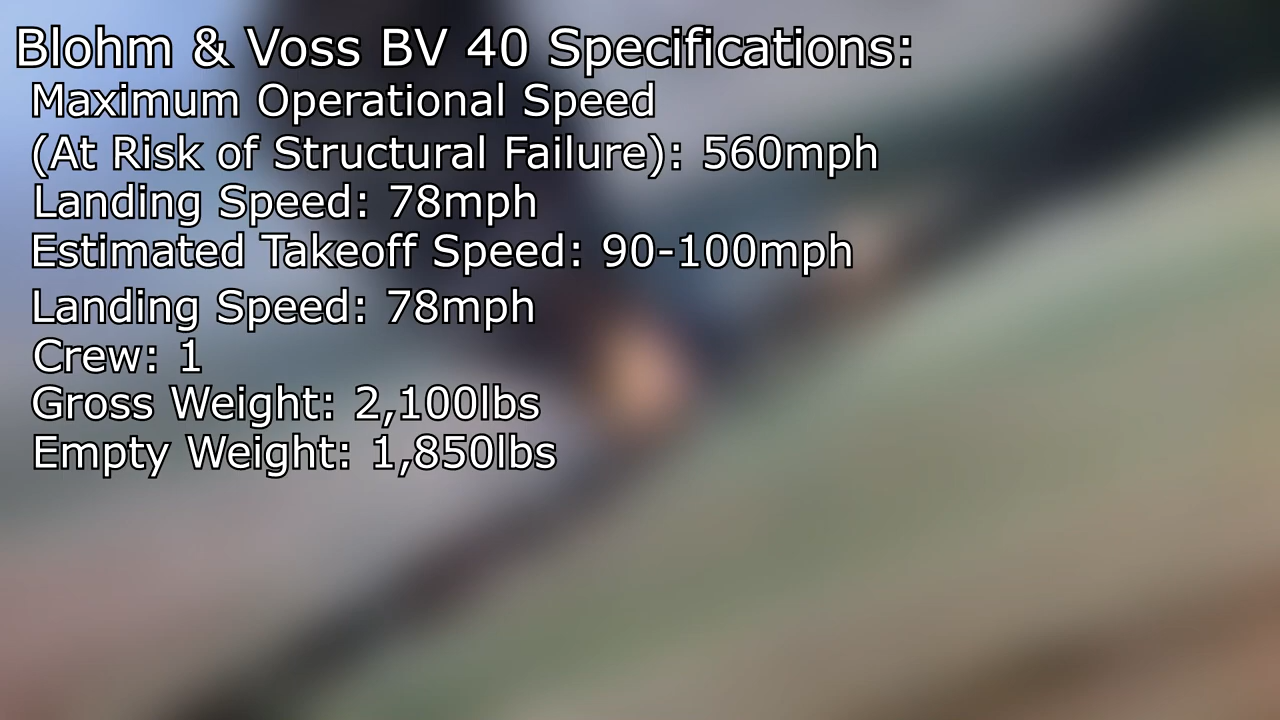 Blohm & Voss BV 40 Specifications:
Maximum Operational Speed
(At Risk of Structural Failure): 560mph
Landing Speed: 78mph
Estimated Takeoff Speed: 90-100mph
Landing Speed: 78mph
Crew: 1
Gross Weight: 2,100lbs
Empty Weight: 1,850lbs